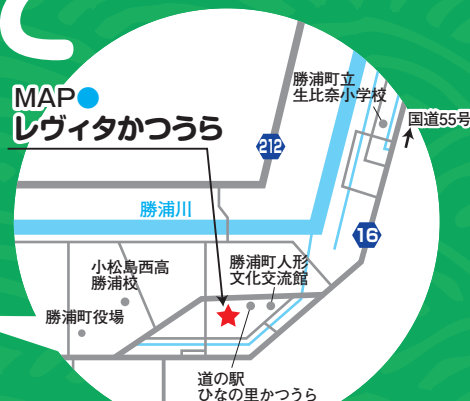 と
MAP●
レヴィタかつうら
勝浦町立
生比奈小学校
国道55号
212
勝浦川
16
小松島西高
勝浦校
勝浦町人形
文化交流館
勝浦町役場
道の駅
ひなの里かつうら